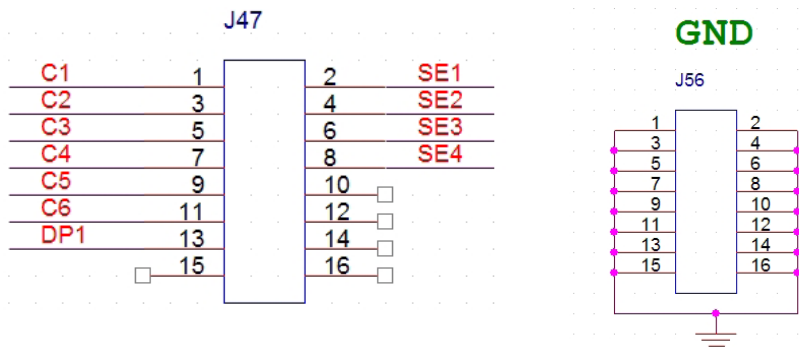 J47
C1 1 2 SE1
C2 3 4 SE2
C3 5 6 SE3
C4 7 8 SE4
C5 9 10
C6 11 12
DP1 13 14
15 16
GND
J56
1 2
3 4
5 6
7 8
9 10
11 12
13 14
15 16